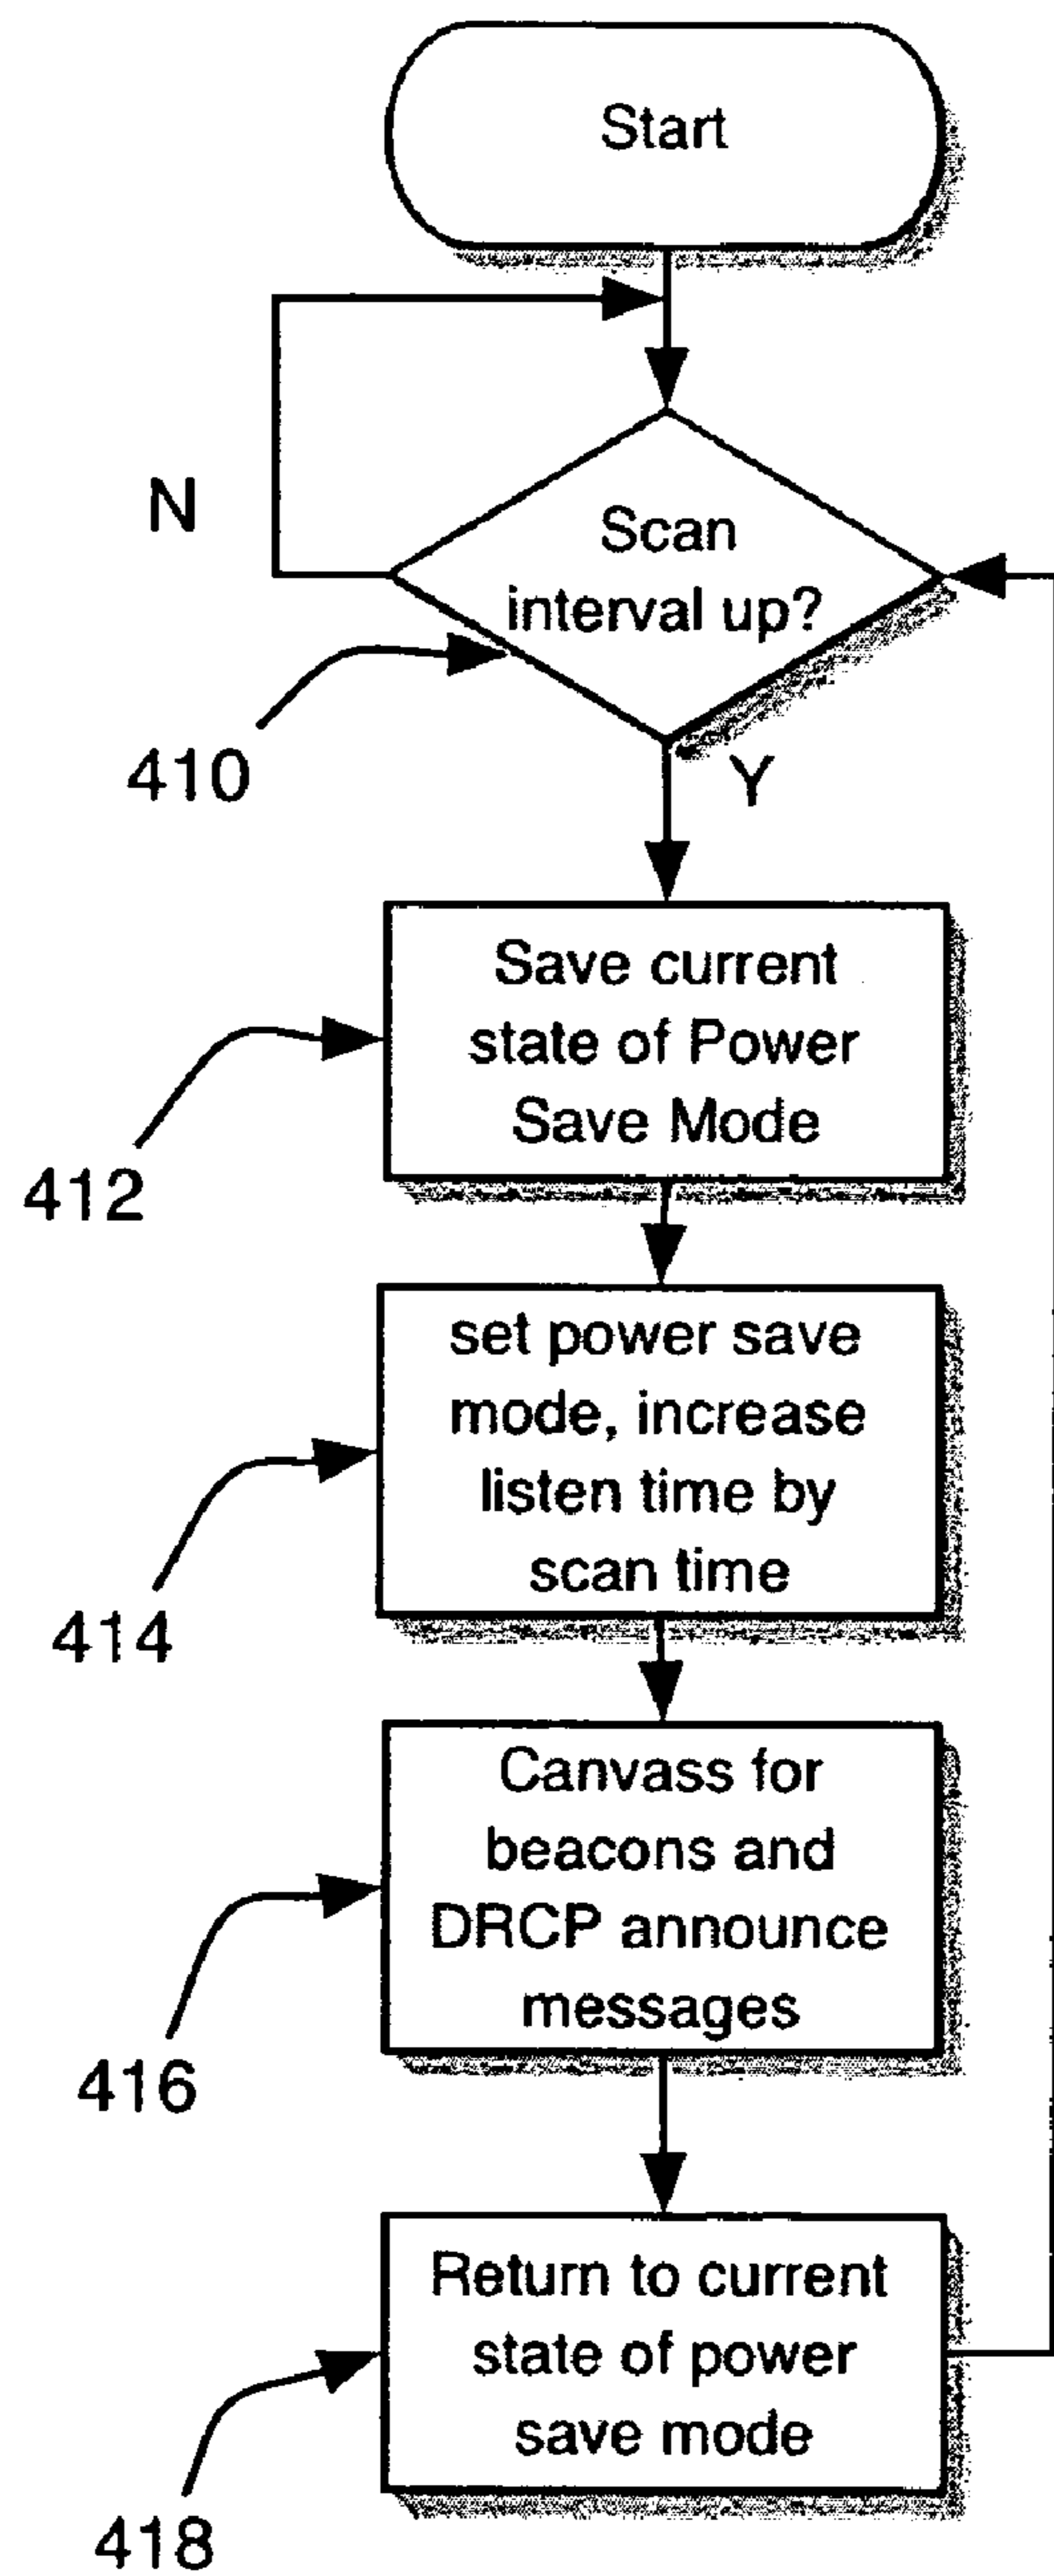 Start
N
Scan
interval up?
410
Y
Save current
state of Power
Save Mode
412
set power save
mode, increase
listen time by
scan time
414
Canvass for
beacons and
DRCP announce
messages
416
Return to current
state of power
save mode
418